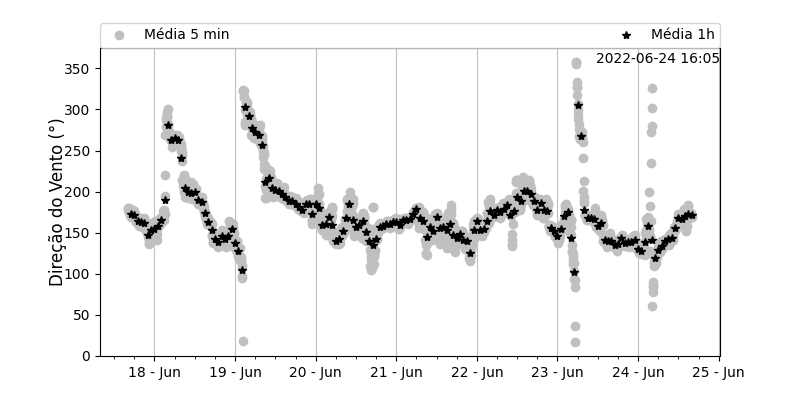 Média 5 min
Média 1h
2022-06-24 16:05
Direção do Vento (°)
350
300
250
200
150
100
50
0
18 - Jun
19 - Jun
20 - Jun
21 - Jun
22 - Jun
23 - Jun
24 - Jun
25 - Jun